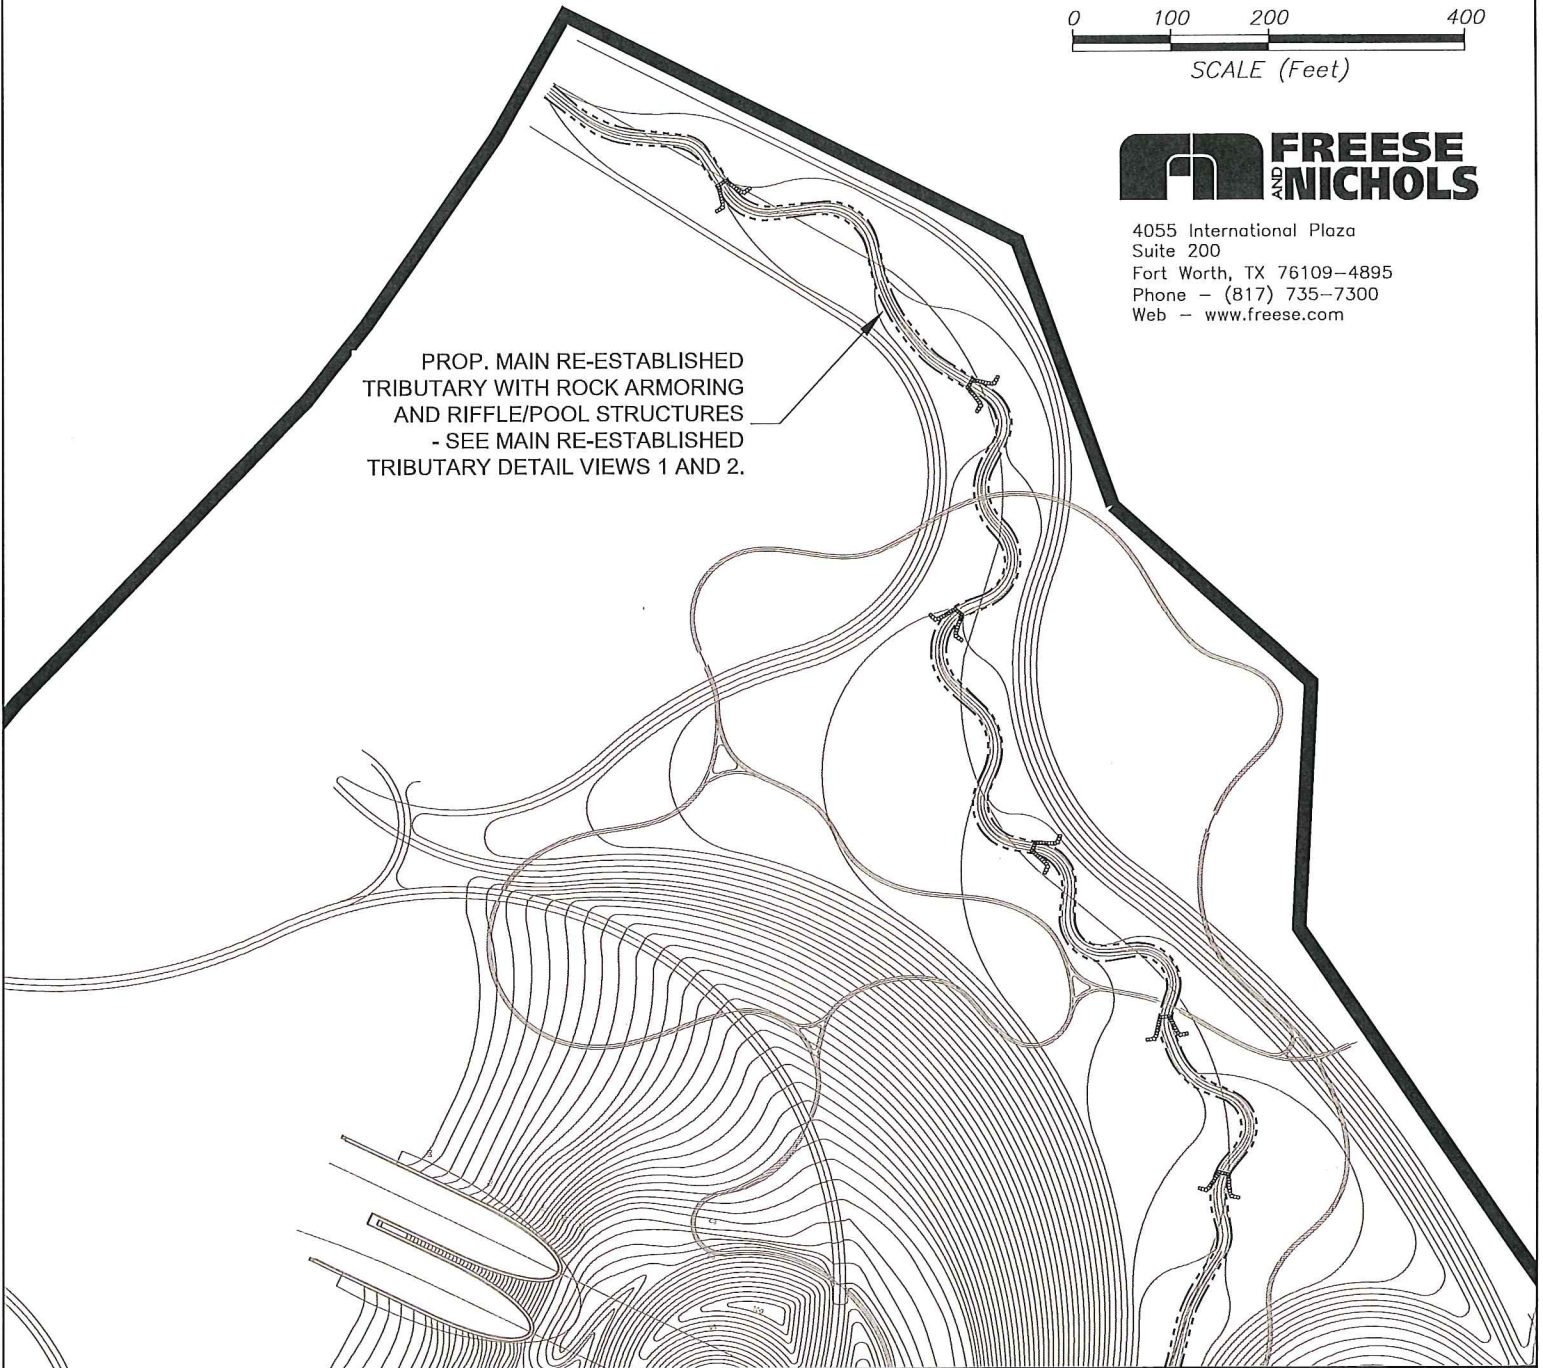 0 100 200 400
SCALE (Feet)
FREESE
AND
NICHOLS
4055 International Plaza
Suite 200
Fort Worth, TX 76109-4895
Phone - (817) 735-7300
Web - www.freese.com
PROP. MAIN RE-ESTABLISHED
TRIBUTARY WITH ROCK ARMORING
AND RIFFLE/POOL STRUCTURES
- SEE MAIN RE-ESTABLISHED
TRIBUTARY DETAIL VIEWS 1 AND 2.